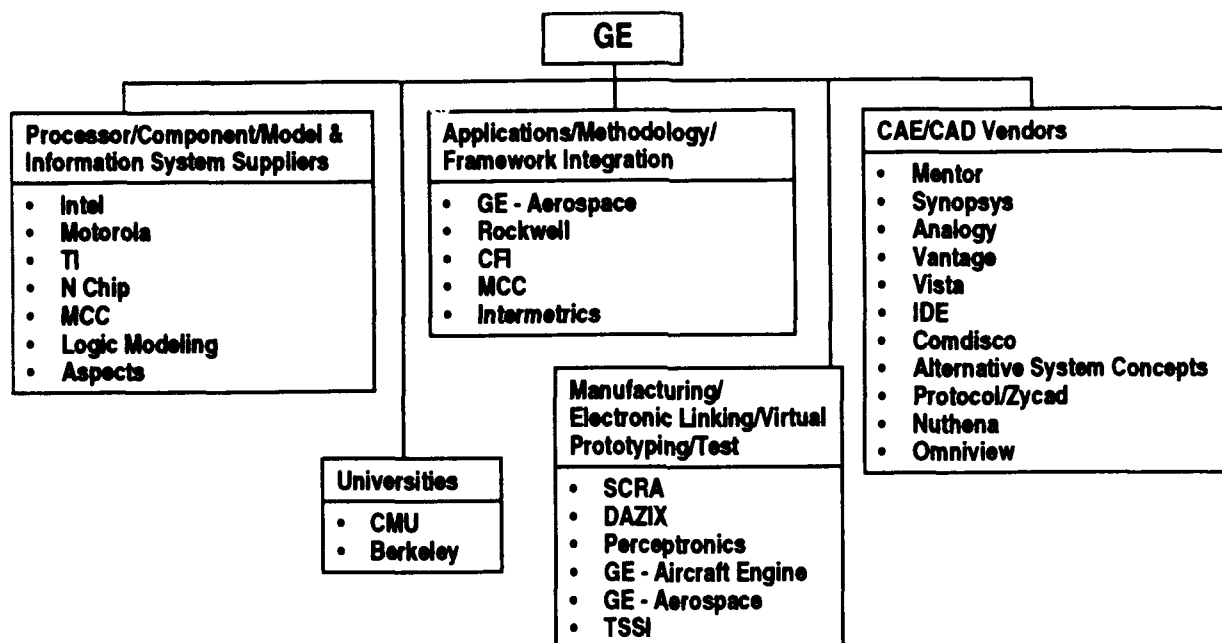 GE
Processor/Component/Model &
Information System Suppliers
• Intel
• Motorola
• TI
• N Chip
• MCC
• Logic Modeling
• Aspects
Applications/Methodology/
Framework Integration
• GE - Aerospace
• Rockwell
• CFI
• MCC
• Intermetrics
CAE/CAD Vendors
• Mentor
• Synopsys
• Analogy
• Vantage
• Vista
• IDE
• Comdisco
• Alternative System Concepts
• Protocol/Zycad
• Nuthena
• Omniview
Universities
• CMU
• Berkeley
Manufacturing/
Electronic Linking/Virtual
Prototyping/Test
• SCRA
• DAZIX
• Perceptronics
• GE - Aircraft Engine
• GE - Aerospace
• TSSI